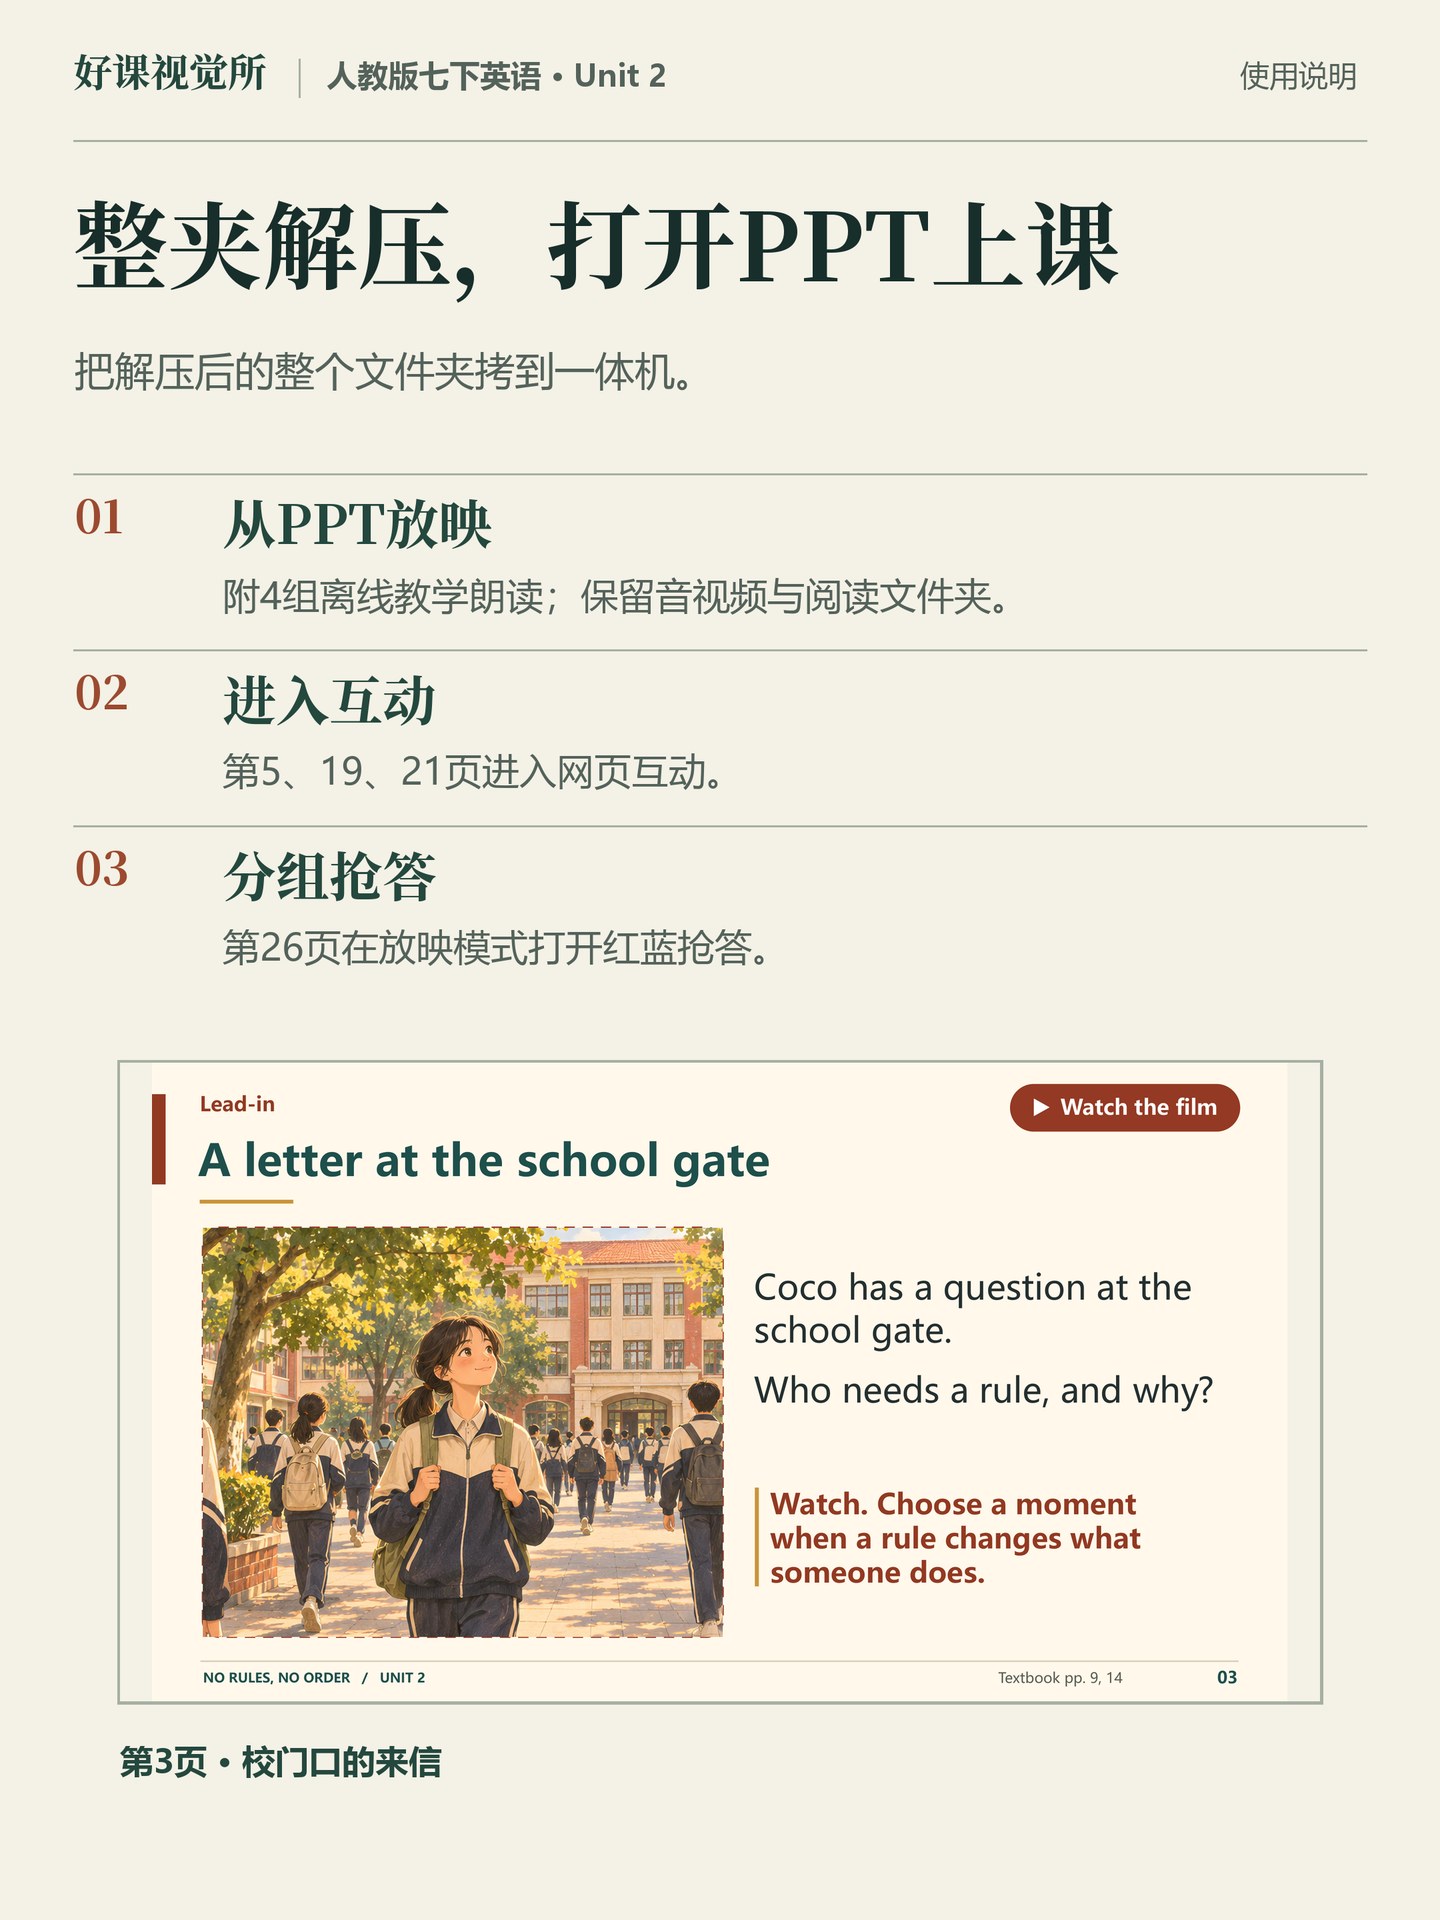 好课视觉所 | 人教版七下英语 • Unit 2
使用说明
整夹解压，打开PPT上课
把解压后的整个文件夹拷到一体机。
01 从PPT放映
附4组离线教学朗读；保留音视频与阅读文件夹。
02 进入互动
第5、19、21页进入网页互动。
03 分组抢答
第26页在放映模式打开红蓝抢答。
Lead-in
▶ Watch the film
A letter at the school gate
Coco has a question at the
school gate.
Who needs a rule, and why?
Watch. Choose a moment
when a rule changes what
someone does.
NO RULES, NO ORDER / UNIT 2
Textbook pp. 9, 14
03
第3页 • 校门口的来信